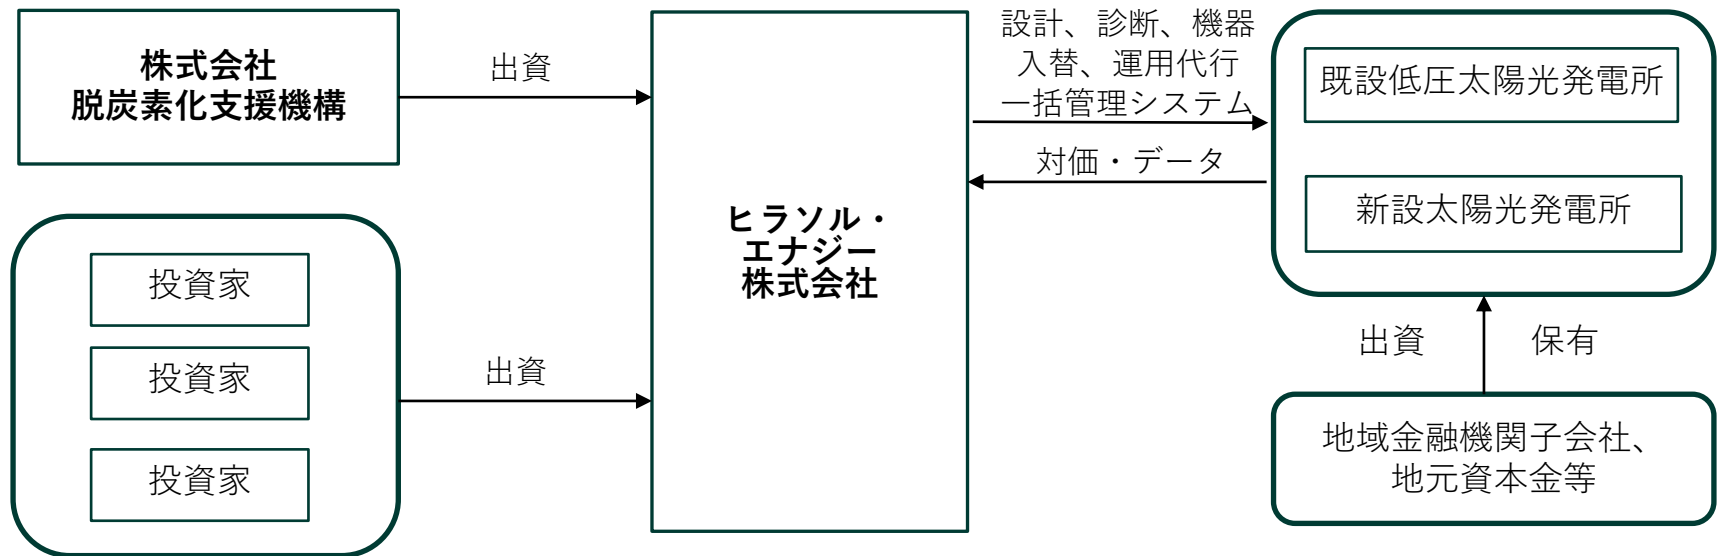 株式会社
脱炭素化支援機構
出資
投資家
投資家
投資家
出資
ヒラソル・
エナジー
株式会社
設計、診断、機器
入替、運用代行
一括管理システム
対価・データ
既設低圧太陽光発電所
新設太陽光発電所
出資
保有
地域金融機関子会社、
地元資本金等